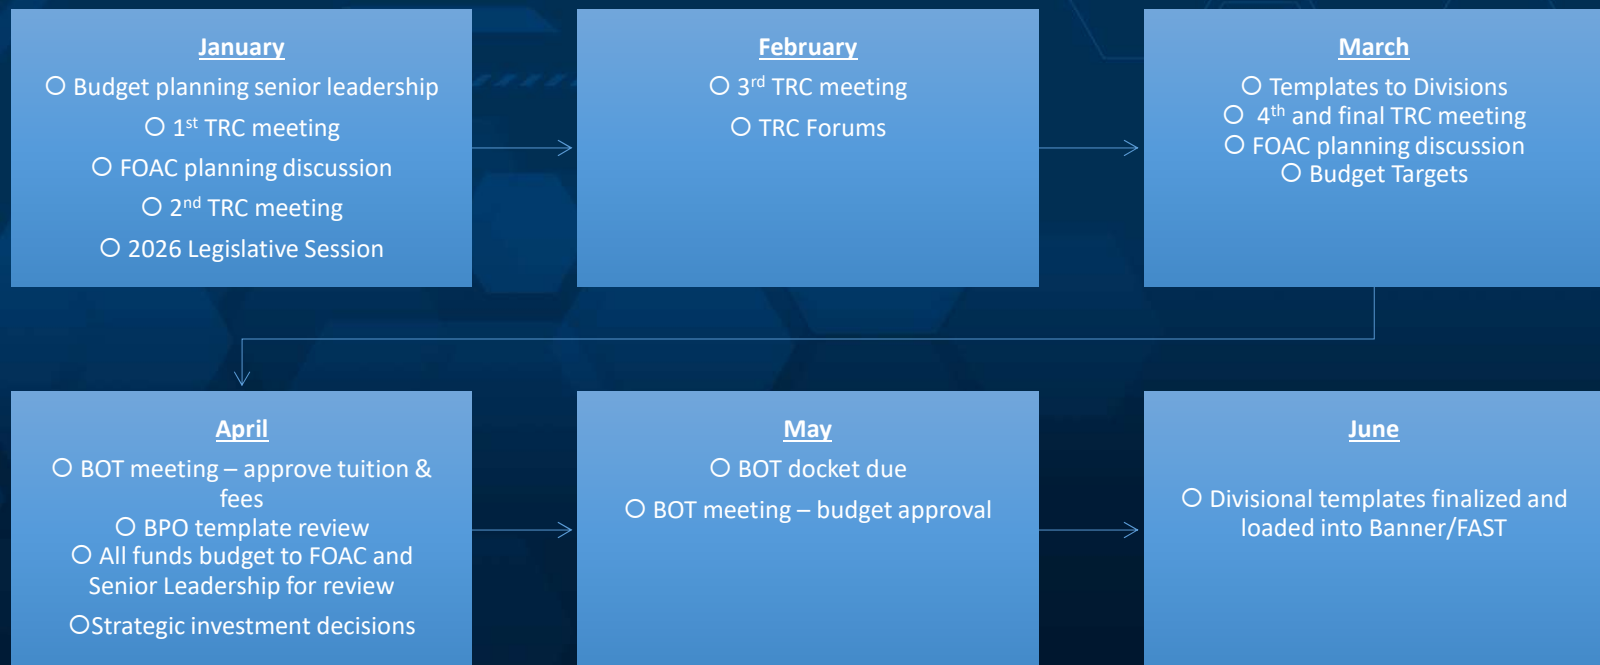 January
○ Budget planning senior leadership
○ 1st TRC meeting
○ FOAC planning discussion
○ 2nd TRC meeting
○ 2026 Legislative Session
February
○ 3rd TRC meeting
○ TRC Forums
March
○ Templates to Divisions
○ 4th and final TRC meeting
○ FOAC planning discussion
○ Budget Targets
April
○ BOT meeting – approve tuition &
fees
○ BPO template review
○ All funds budget to FOAC and
Senior Leadership for review
○Strategic investment decisions
May
○ BOT docket due
○ BOT meeting – budget approval
June
○ Divisional templates finalized and
loaded into Banner/FAST